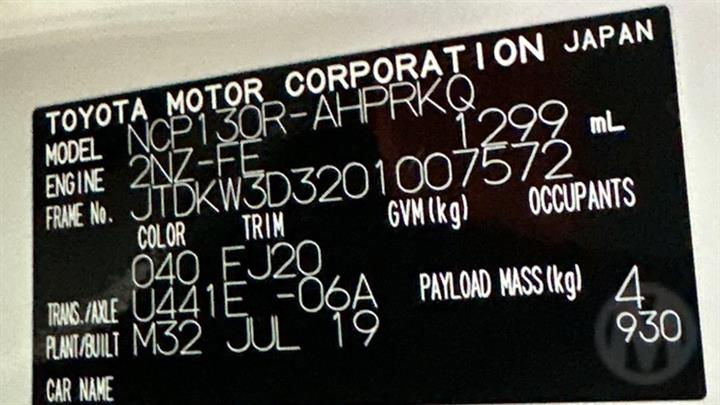 TOYOTA MOTOR CORPORATION JAPAN
MODEL NCP130R-AHPRKQ
ENGINE 2NZ-FE 1299 mL
FRAME No. JTDKW3D3201007572
COLOR TRIM GVM(kg) OCCUPANTS
040 FJ20
TRANS./AXLE U441E -06A PAYLOAD MASS(kg) 4
PLANT/BUILT M32 JUL 19 930
CAR NAME
M